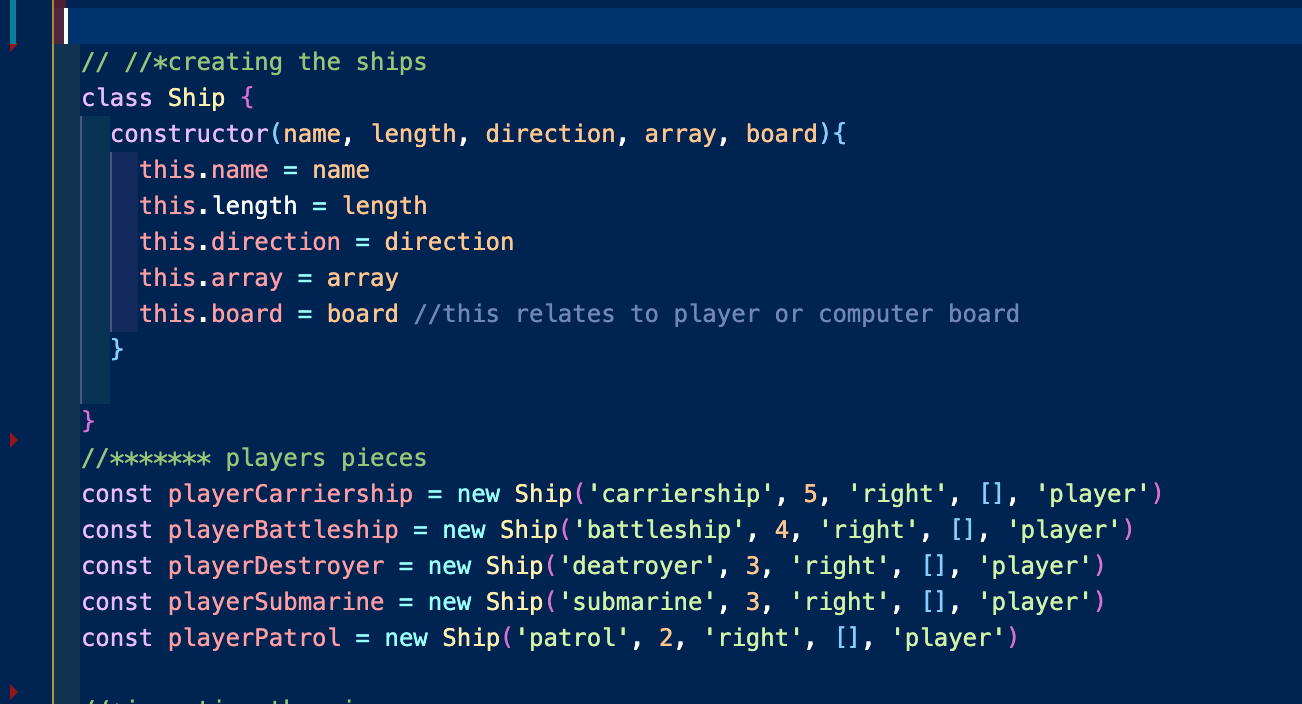 // //*creating the ships
class Ship {
  constructor(name, length, direction, array, board){
    this.name = name
    this.length = length
    this.direction = direction
    this.array = array
    this.board = board //this relates to player or computer board
  }
}
//******* players pieces
const playerCarriership = new Ship('carriership', 5, 'right', [], 'player')
const playerBattleship = new Ship('battleship', 4, 'right', [], 'player')
const playerDestroyer = new Ship('deatroyer', 3, 'right', [], 'player')
const playerSubmarine = new Ship('submarine', 3, 'right', [], 'player')
const playerPatrol = new Ship('patrol', 2, 'right', [], 'player')